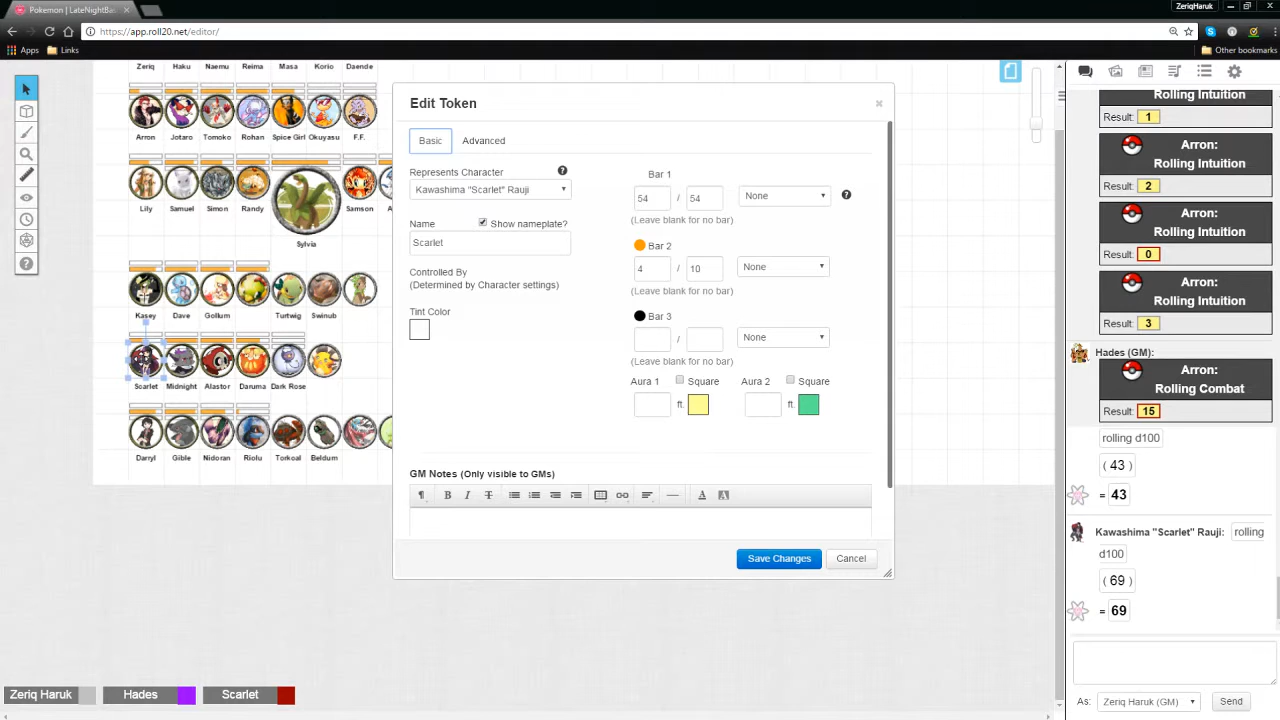 Pokemon | LateNightBa
ZeriqHaruk
https://app.roll20.net/editor/
Apps
Links
Other bookmarks
Zeriq Haku Naemu Reima Masa Korio Daende
Arron Jotaro Tomoko Rohan Spice Girl Okuyasu F.F.
Lily Samuel Simon Randy Samson
Sylvia
Kasey Dave Gollum Turtwig Swinub
Scarlet Midnight Alastor Daruma Dark Rose
Darryl Gible Nidoran Riolu Torkoal Beldum
Edit Token
×
Basic Advanced
Represents Character ?
Kawashima "Scarlet" Rauji
Name Show nameplate?
Scarlet
Controlled By
(Determined by Character settings)
Tint Color
Bar 1
54 / 54 None ?
(Leave blank for no bar)
Bar 2
4 / 10 None
(Leave blank for no bar)
Bar 3
/ None
(Leave blank for no bar)
Aura 1 Square Aura 2 Square
ft. ft.
GM Notes (Only visible to GMs)
B I S A A
Save Changes Cancel
Rolling Intuition
Result: 1
Arron:
Rolling Intuition
Result: 2
Arron:
Rolling Intuition
Result: 0
Arron:
Rolling Intuition
Result: 3
Hades (GM):
Arron:
Rolling Combat
Result: 15
rolling d100
( 43 )
= 43
Kawashima "Scarlet" Rauji: rolling
d100
( 69 )
= 69
As: Zeriq Haruk (GM) Send
Zeriq Haruk Hades Scarlet